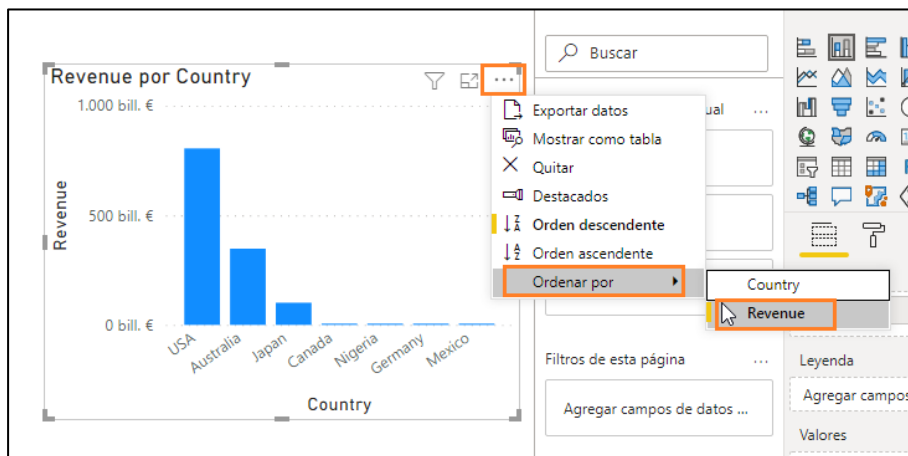 Revenue por Country
1.000 bill. €
500 bill. €
0 bill. €
Revenue
USA
Australia
Japan
Canada
Nigeria
Germany
Mexico
Country
Exportar datos
Mostrar como tabla
Quitar
Destacados
Orden descendente
Orden ascendente
Ordenar por
Country
Revenue
Buscar
Filtros de esta página
Agregar campos de datos ...
Leyenda
Agregar campos
Valores